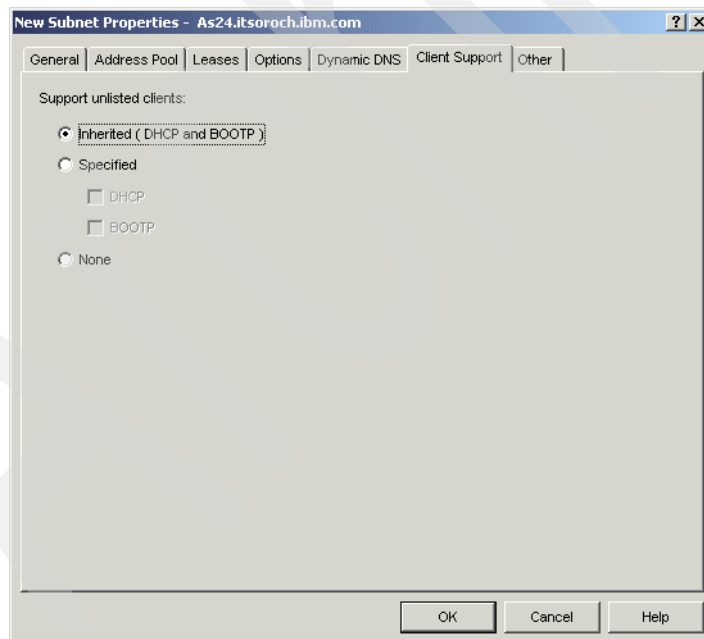 New Subnet Properties - As24.itsoroch.ibm.com
General Address Pool Leases Options Dynamic DNS Client Support Other
Support unlisted clients:
Inherited ( DHCP and BOOTP )
Specified
DHCP
BOOTP
None
OK Cancel Help